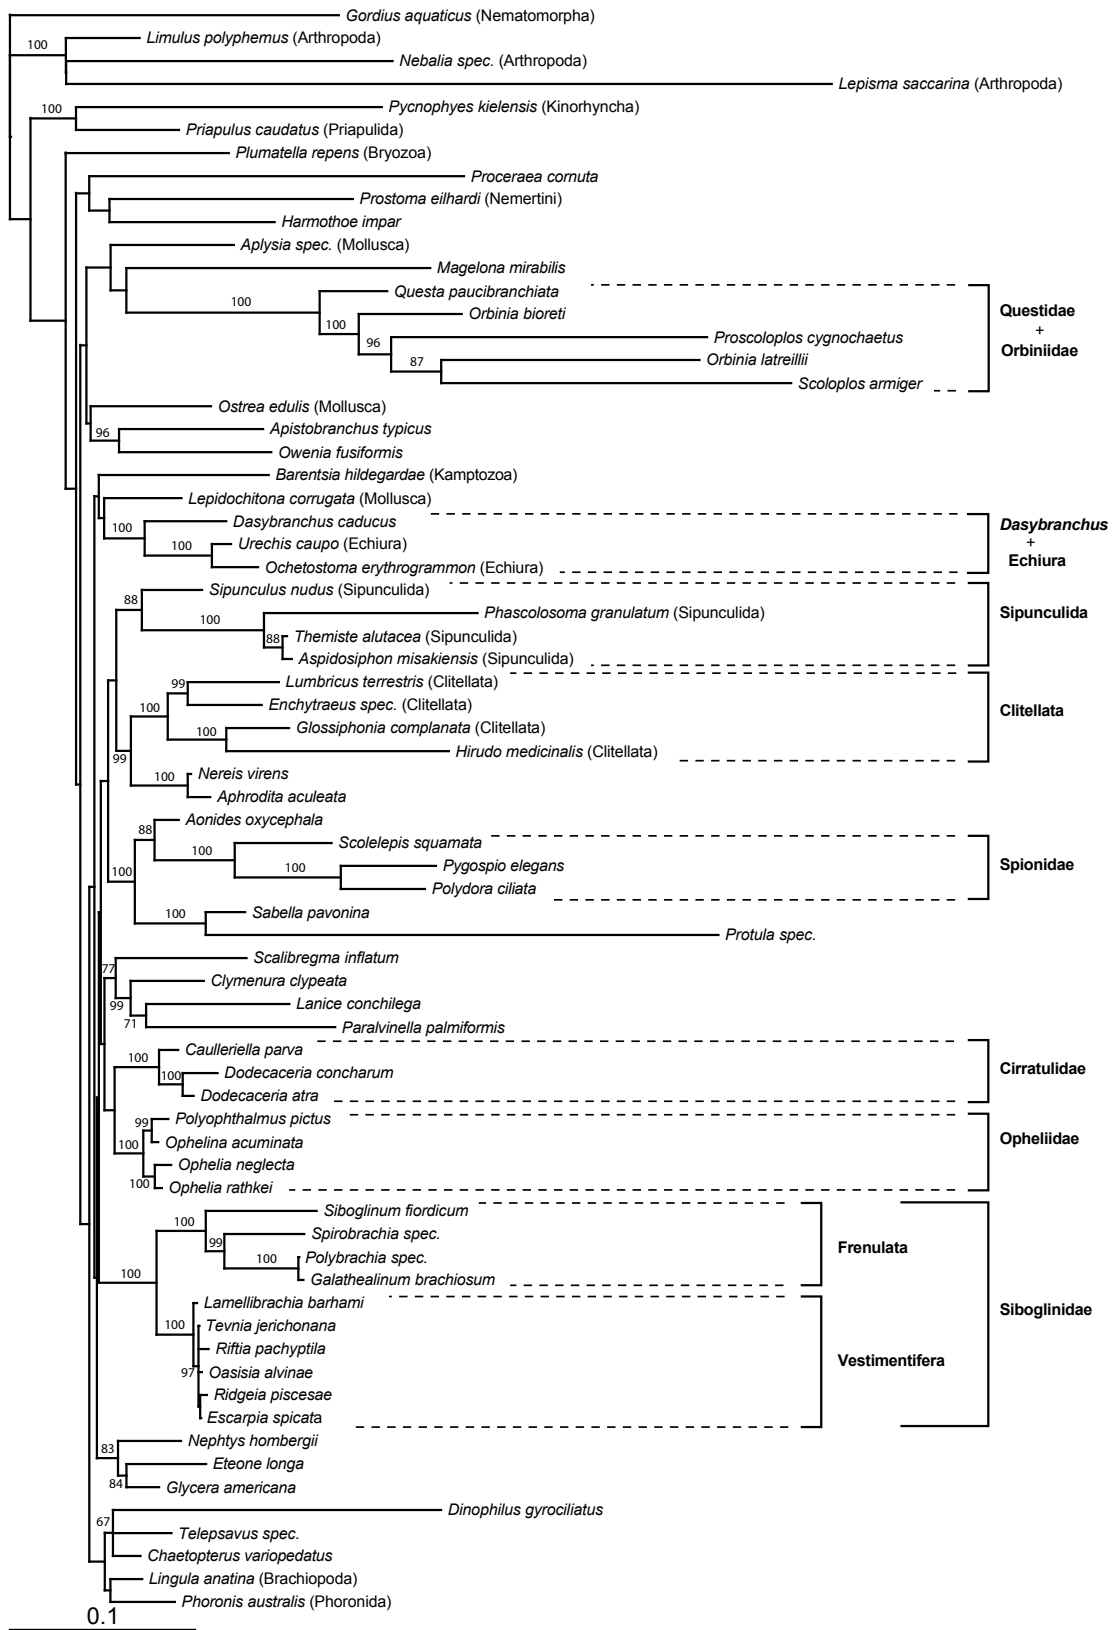 Gordius aquaticus (Nematomorpha)
100
Limulus polyphemus (Arthropoda)
Nebalia spec. (Arthropoda)
Lepisma saccarina (Arthropoda)
100
Pycnophyes kielensis (Kinorhyncha)
Priapulus caudatus (Priapulida)
Plumatella repens (Bryozoa)
Proceraea cornuta
Prostoma eilhardi (Nemertini)
Harmothoe impar
Aplysia spec. (Mollusca)
Magelona mirabilis
100
Questa paucibranchiata
100
Orbinia bioreti
96
Proscoloplos cygnochaetus
87
Orbinia latreillii
Scoloplos armiger
Questidae
+
Orbiniidae
Ostrea edulis (Mollusca)
96
Apistobranchus typicus
Owenia fusiformis
Barentsia hildegardae (Kamptozoa)
Lepidochitona corrugata (Mollusca)
100
Dasybranchus caducus
100
Urechis caupo (Echiura)
Ochetostoma erythrogrammon (Echiura)
Dasybranchus
+
Echiura
88
Sipunculus nudus (Sipunculida)
100
Phascolosoma granulatum (Sipunculida)
88
Themiste alutacea (Sipunculida)
Aspidosiphon misakiensis (Sipunculida)
Sipunculida
99
Lumbricus terrestris (Clitellata)
100
Enchytraeus spec. (Clitellata)
100
Glossiphonia complanata (Clitellata)
Hirudo medicinalis (Clitellata)
Clitellata
99
100
Nereis virens
Aphrodita aculeata
88
Aonides oxycephala
100
Scolelepis squamata
100
Pygospio elegans
Polydora ciliata
Spionidae
100
100
Sabella pavonina
Protula spec.
77
Scalibregma inflatum
99
Clymenura clypeata
71
Lanice conchilega
Paralvinella palmiformis
100
Caulleriella parva
100
Dodecaceria concharum
Dodecaceria atra
Cirratulidae
99
Polyophthalmus pictus
100
Ophelina acuminata
Ophelia neglecta
100
Ophelia rathkei
Opheliidae
100
Siboglinum fiordicum
99
Spirobrachia spec.
100
Polybrachia spec.
Galathealinum brachiosum
Frenulata
100
Lamellibrachia barhami
100
Tevnia jerichonana
Riftia pachyptila
97
Oasisia alvinae
Ridgeia piscesae
Escarpia spicata
Vestimentifera
Siboglinidae
83
Nephtys hombergii
Eteone longa
84
Glycera americana
67
Dinophilus gyrociliatus
Telepsavus spec.
Chaetopterus variopedatus
Lingula anatina (Brachiopoda)
Phoronis australis (Phoronida)
0.1